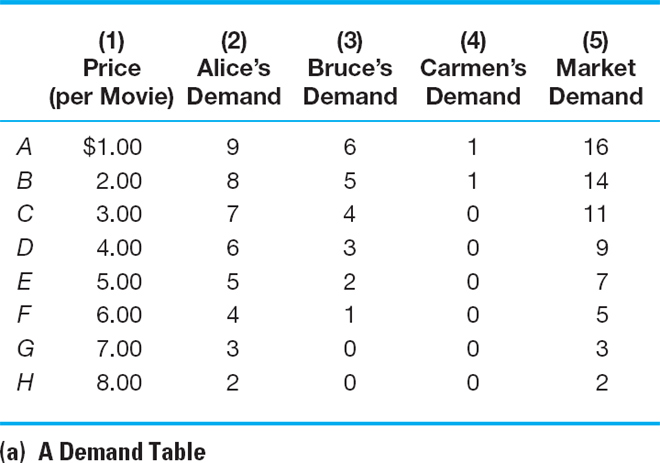 (1) (2) (3) (4) (5)
Price Alice's Bruce's Carmen's Market
(per Movie) Demand Demand Demand Demand
A $1.00 9 6 1 16
B 2.00 8 5 1 14
C 3.00 7 4 0 11
D 4.00 6 3 0 9
E 5.00 5 2 0 7
F 6.00 4 1 0 5
G 7.00 3 0 0 3
H 8.00 2 0 0 2
(a) A Demand Table